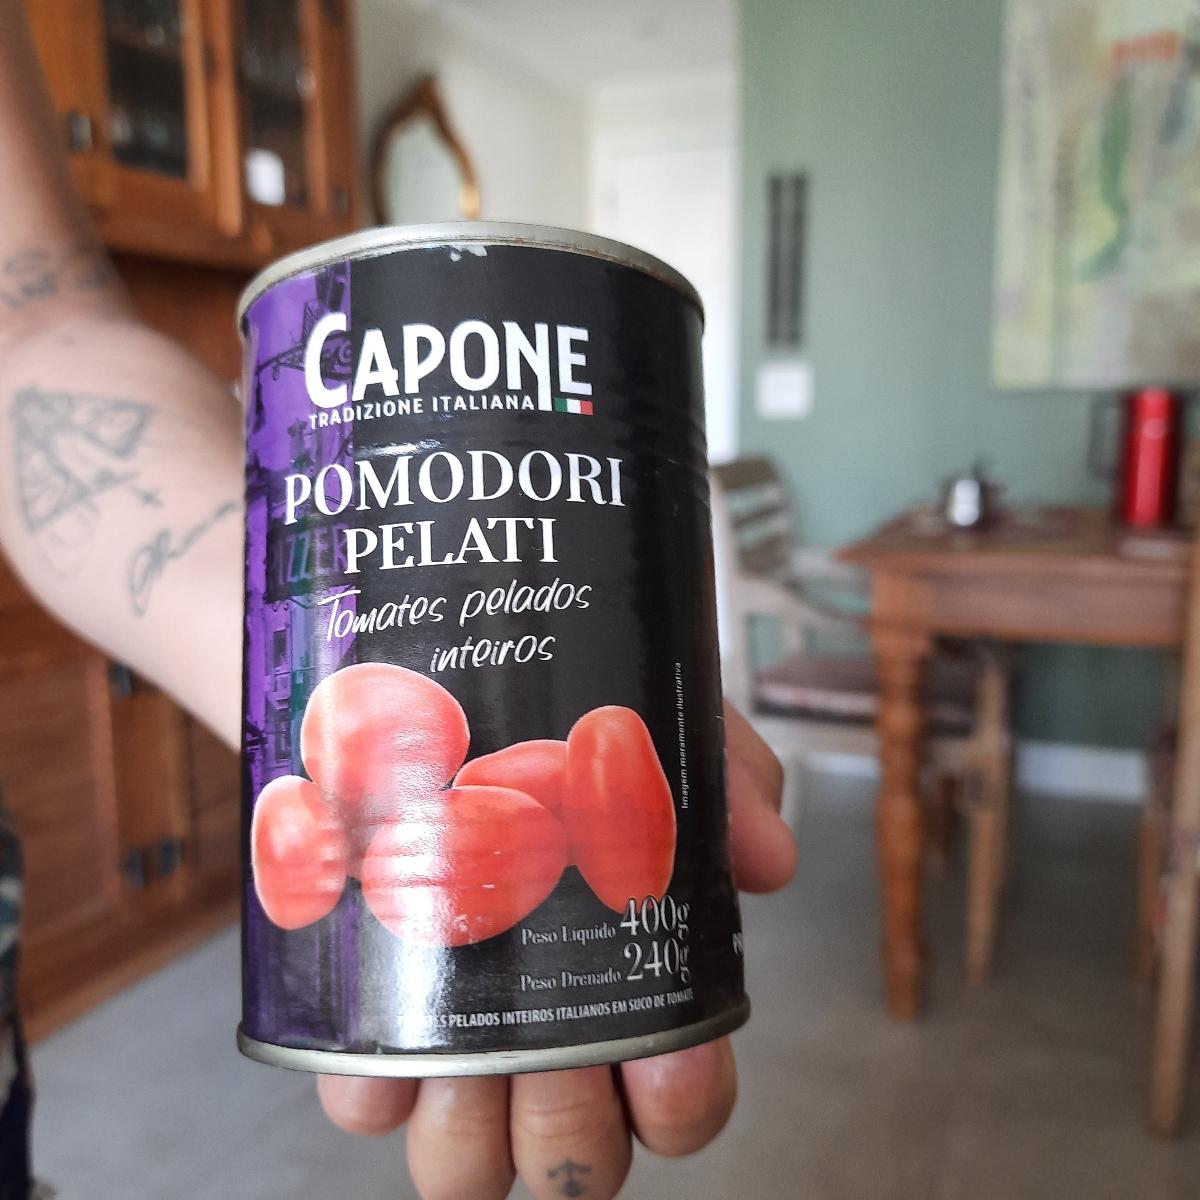 CAPONE
TRADIZIONE ITALIANA
POMODORI
PELATI
Tomates pelados
inteiros
Imagem meramente ilustrativa
Peso Líquido 400g
Peso Drenado 240g
PELADOS INTEIROS ITALIANOS EM SUCO DE TOMATE